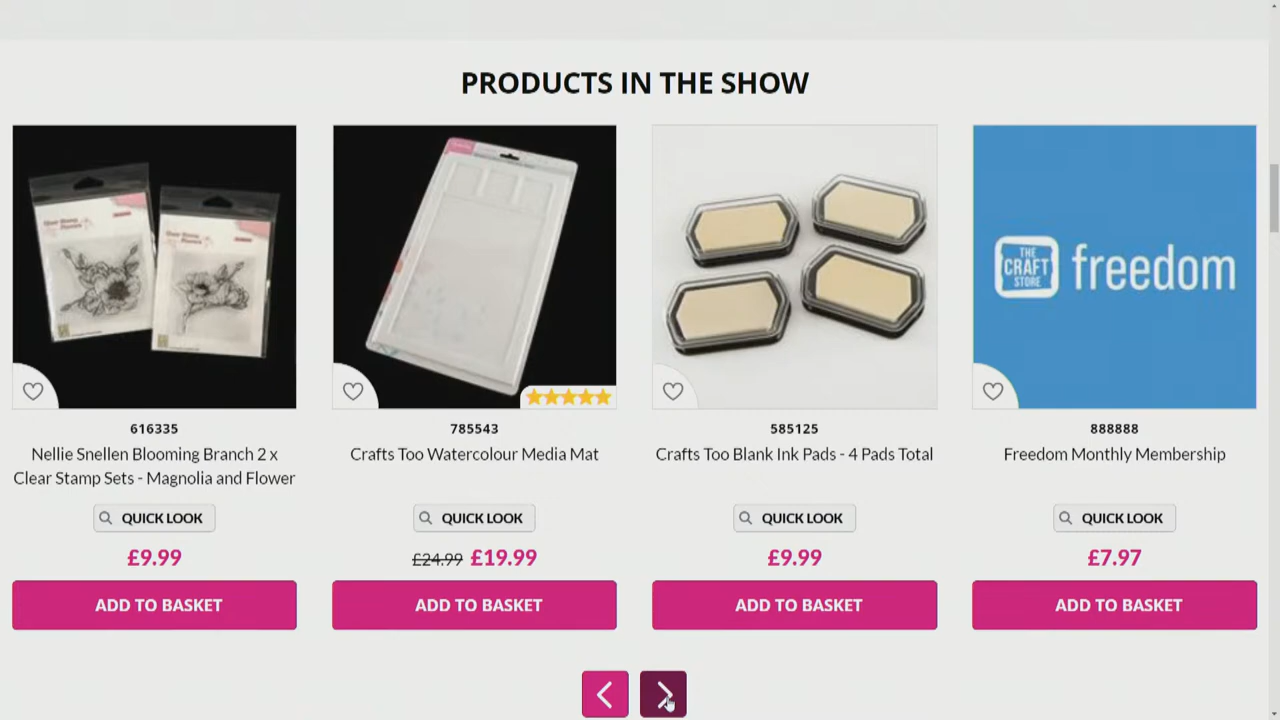 PRODUCTS IN THE SHOW
THE
CRAFT
STORE
freedom
616335
785543
585125
888888
Nellie Snellen Blooming Branch 2 x
Clear Stamp Sets - Magnolia and Flower
Crafts Too Watercolour Media Mat
Crafts Too Blank Ink Pads - 4 Pads Total
Freedom Monthly Membership
QUICK LOOK
QUICK LOOK
QUICK LOOK
QUICK LOOK
£9.99
£24.99 £19.99
£9.99
£7.97
ADD TO BASKET
ADD TO BASKET
ADD TO BASKET
ADD TO BASKET